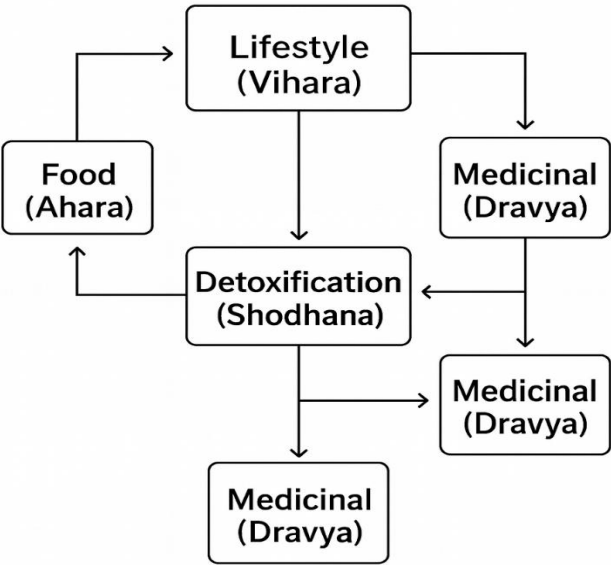 Lifestyle
(Vihara)
Food
(Ahara)
Medicinal
(Dravya)
Detoxification
(Shodhana)
Medicinal
(Dravya)
Medicinal
(Dravya)